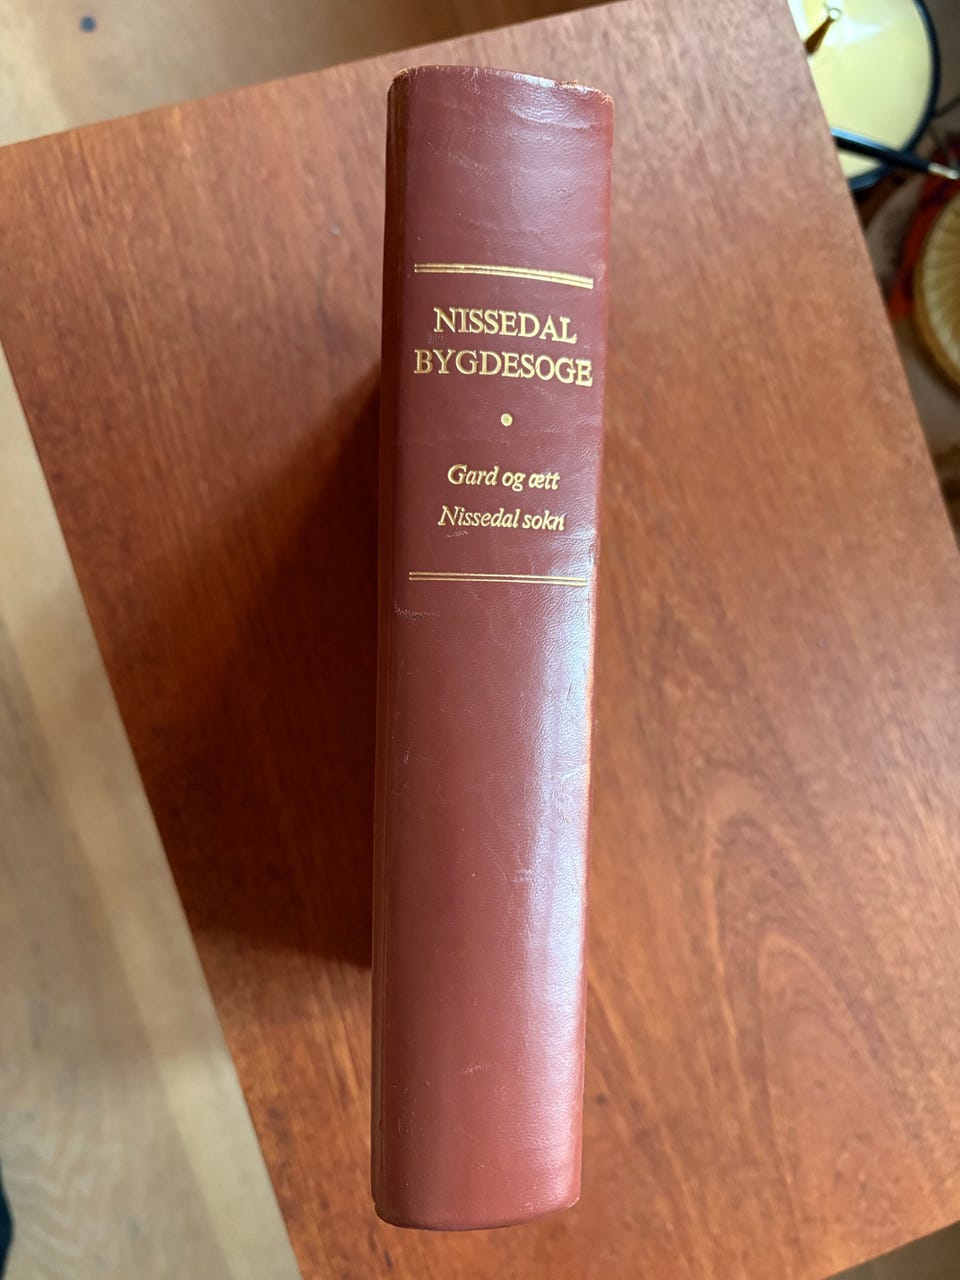 NISSEDAL
BYGDESOGE
Gard og ætt
Nissedal sokn